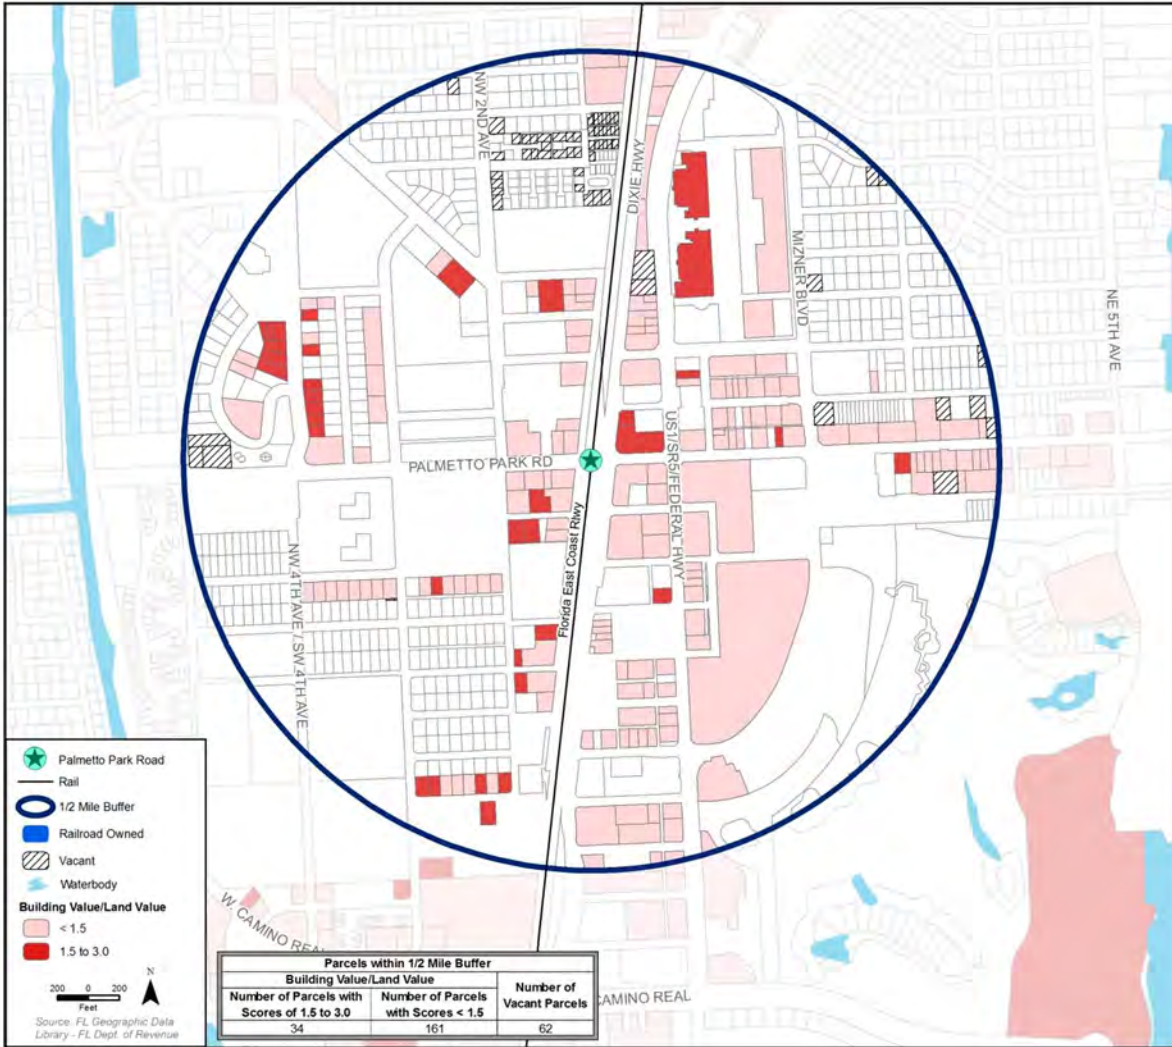 NW 2ND AVE
DIXIE HWY
MIZNER BLVD
NE 5TH AVE
US1/SR5/FEDERAL HWY
PALMETTO PARK RD
Florida East Coast Rlwy
NW 4TH AVE / SW 4TH AVE
W. CAMINO REAL
CAMINO REAL
Palmetto Park Road
Rail
1/2 Mile Buffer
Railroad Owned
Vacant
Waterbody
Building Value/Land Value
< 1.5
1.5 to 3.0
N
200 0 200
Feet
Source: FL Geographic Data
Library - FL Dept. of Revenue
Parcels within 1/2 Mile Buffer
Building Value/Land Value
Number of Parcels with
Scores of 1.5 to 3.0
Number of Parcels
with Scores < 1.5
Number of
Vacant Parcels
34 161 62